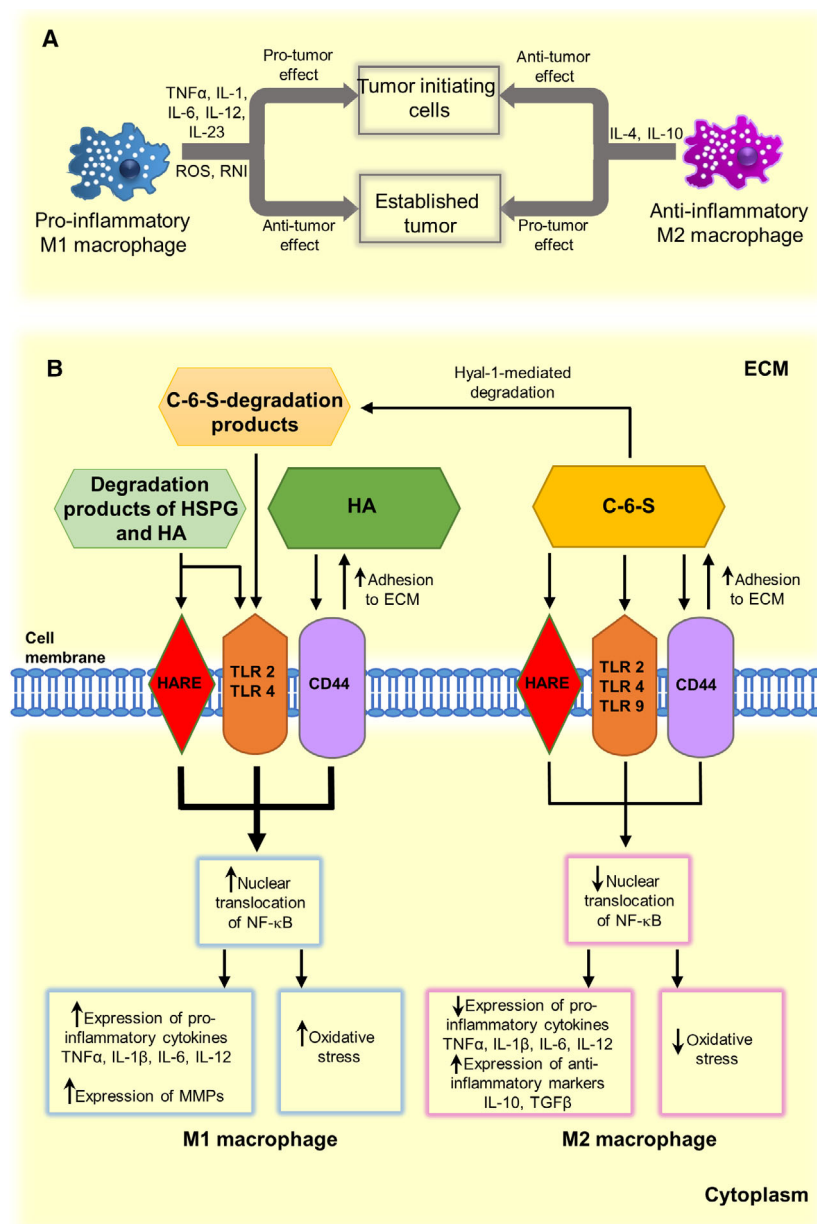 A
Pro-tumor
effect
Anti-tumor
effect
Tumor initiating
cells
TNFα, IL-1,
IL-6, IL-12,
IL-23
ROS, RNI
IL-4, IL-10
Pro-inflammatory
M1 macrophage
Anti-inflammatory
M2 macrophage
Established
tumor
Anti-tumor
effect
Pro-tumor
effect
B
ECM
Hyal-1-mediated
degradation
C-6-S-degradation
products
Degradation
products of HSPG
and HA
HA
C-6-S
↑Adhesion
to ECM
↑Adhesion
to ECM
Cell
membrane
HARE
TLR 2
TLR 4
CD44
HARE
TLR 2
TLR 4
TLR 9
CD44
↑Nuclear
translocation
of NF-κB
↓Nuclear
translocation
of NF-κB
↑Expression of pro-
inflammatory cytokines
TNFα, IL-1β, IL-6, IL-12
↑Expression of MMPs
↑Oxidative
stress
↓Expression of pro-
inflammatory cytokines
TNFα, IL-1β, IL-6, IL-12
↑Expression of anti-
inflammatory markers
IL-10, TGFβ
↓Oxidative
stress
M1 macrophage
M2 macrophage
Cytoplasm